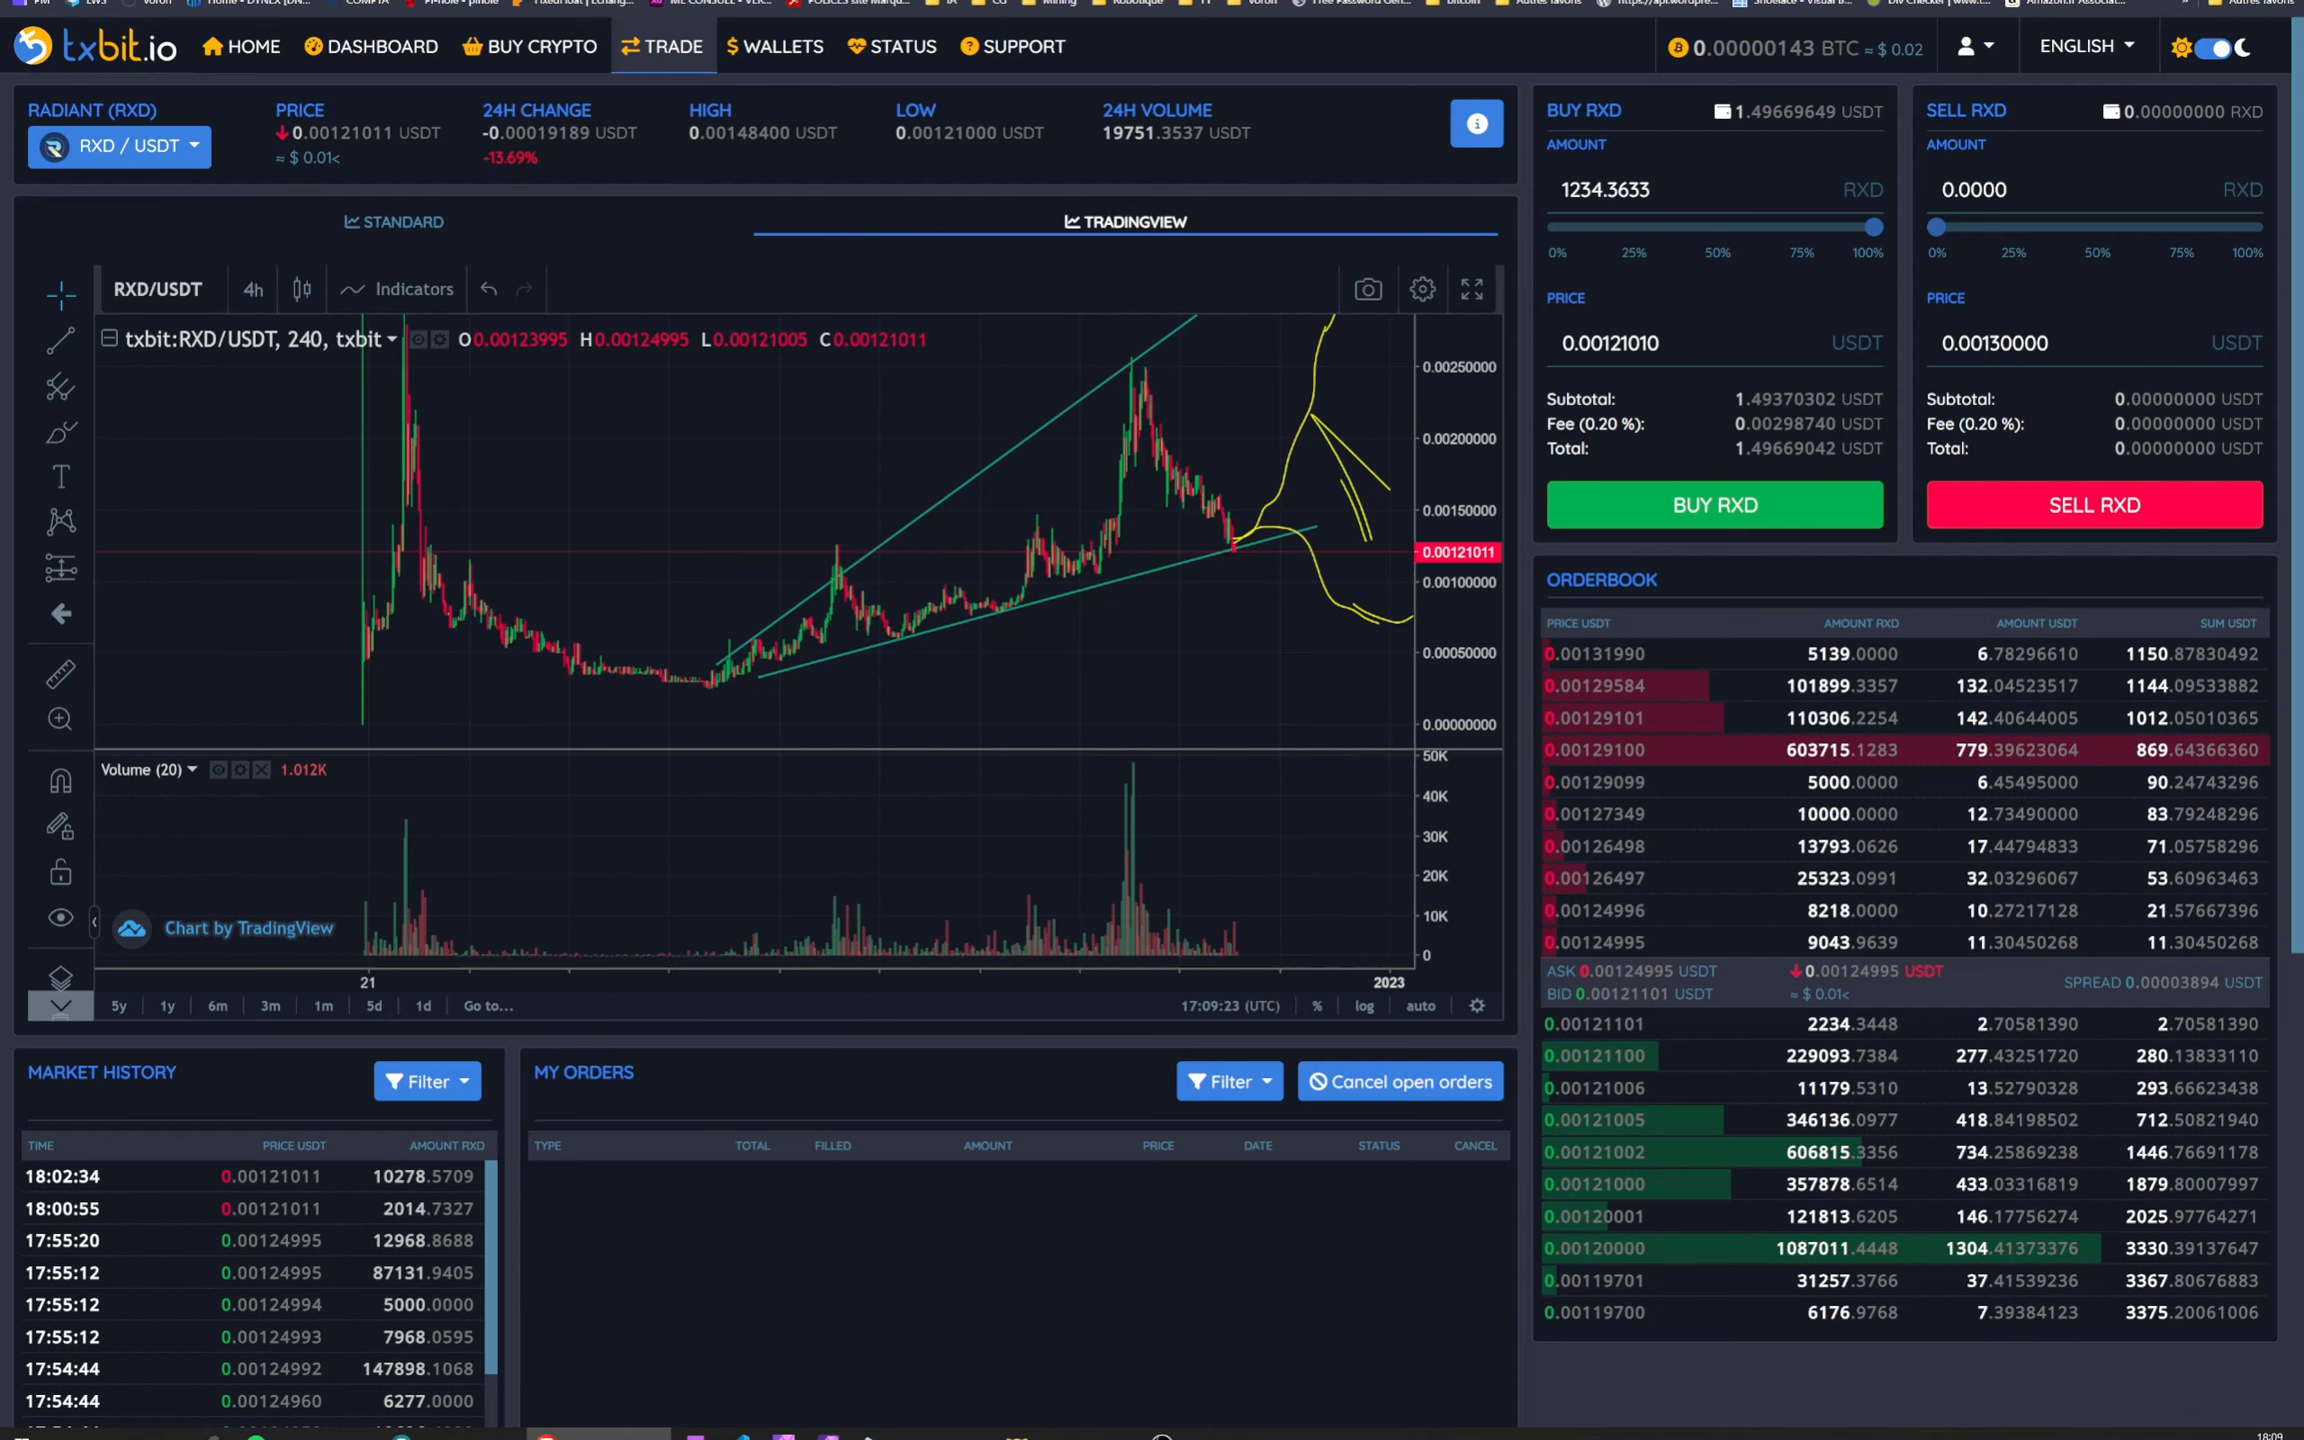 txbit.io HOME DASHBOARD BUY CRYPTO TRADE $ WALLETS STATUS SUPPORT 0.00000143 BTC ≈ $ 0.02 ENGLISH
RADIANT (RXD) PRICE 24H CHANGE HIGH LOW 24H VOLUME
RXD / USDT 0.00121011 USDT -0.00019189 USDT 0.00148400 USDT 0.00121000 USDT 19751.3537 USDT
≈ $ 0.01< -13.69%
STANDARD TRADINGVIEW
RXD/USDT 4h Indicators
txbit:RXD/USDT, 240, txbit O0.00123995 H0.00124995 L0.00121005 C0.00121011
0.00250000
0.00200000
0.00150000
0.00121011
0.00100000
0.00050000
0.00000000
Volume (20) 1.012K
50K
40K
30K
20K
10K
0
Chart by TradingView
21 2023
5y 1y 6m 3m 1m 5d 1d Go to... 17:09:23 (UTC) % log auto
BUY RXD 1.49669649 USDT
AMOUNT
1234.3633 RXD
0% 25% 50% 75% 100%
PRICE
0.00121010 USDT
Subtotal: 1.49370302 USDT
Fee (0.20 %): 0.00298740 USDT
Total: 1.49669042 USDT
BUY RXD
SELL RXD 0.00000000 RXD
AMOUNT
0.0000 RXD
0% 25% 50% 75% 100%
PRICE
0.00130000 USDT
Subtotal: 0.00000000 USDT
Fee (0.20 %): 0.00000000 USDT
Total: 0.00000000 USDT
SELL RXD
ORDERBOOK
PRICE USDT AMOUNT RXD AMOUNT USDT SUM USDT
0.00131990 5139.0000 6.78296610 1150.87830492
0.00129584 101899.3357 132.04523517 1144.09533882
0.00129101 110306.2254 142.40644005 1012.05010365
0.00129100 603715.1283 779.39623064 869.64366360
0.00129099 5000.0000 6.45495000 90.24743296
0.00127349 10000.0000 12.73490000 83.79248296
0.00126498 13793.0626 17.44794833 71.05758296
0.00126497 25323.0991 32.03296067 53.60963463
0.00124996 8218.0000 10.27217128 21.57667396
0.00124995 9043.9639 11.30450268 11.30450268
ASK 0.00124995 USDT 0.00124995 USDT
BID 0.00121101 USDT ≈ $ 0.01< SPREAD 0.00003894 USDT
0.00121101 2234.3448 2.70581390 2.70581390
0.00121100 229093.7384 277.43251720 280.13833110
0.00121006 11179.5310 13.52790328 293.66623438
0.00121005 346136.0977 418.84198502 712.50821940
0.00121002 606815.3356 734.25869238 1446.76691178
0.00121000 357878.6514 433.03316819 1879.80007997
0.00120001 121813.6205 146.17756274 2025.97764271
0.00120000 1087011.4448 1304.41373376 3330.39137647
0.00119701 31257.3766 37.41539236 3367.80676883
0.00119700 6176.9768 7.39384123 3375.20061006
MARKET HISTORY Filter
TIME PRICE USDT AMOUNT RXD
18:02:34 0.00121011 10278.5709
18:00:55 0.00121011 2014.7327
17:55:20 0.00124995 12968.8688
17:55:12 0.00124995 87131.9405
17:55:12 0.00124994 5000.0000
17:55:12 0.00124993 7968.0595
17:54:44 0.00124992 147898.1068
17:54:44 0.00124960 6277.0000
MY ORDERS Filter Cancel open orders
TYPE TOTAL FILLED AMOUNT PRICE DATE STATUS CANCEL
18:09